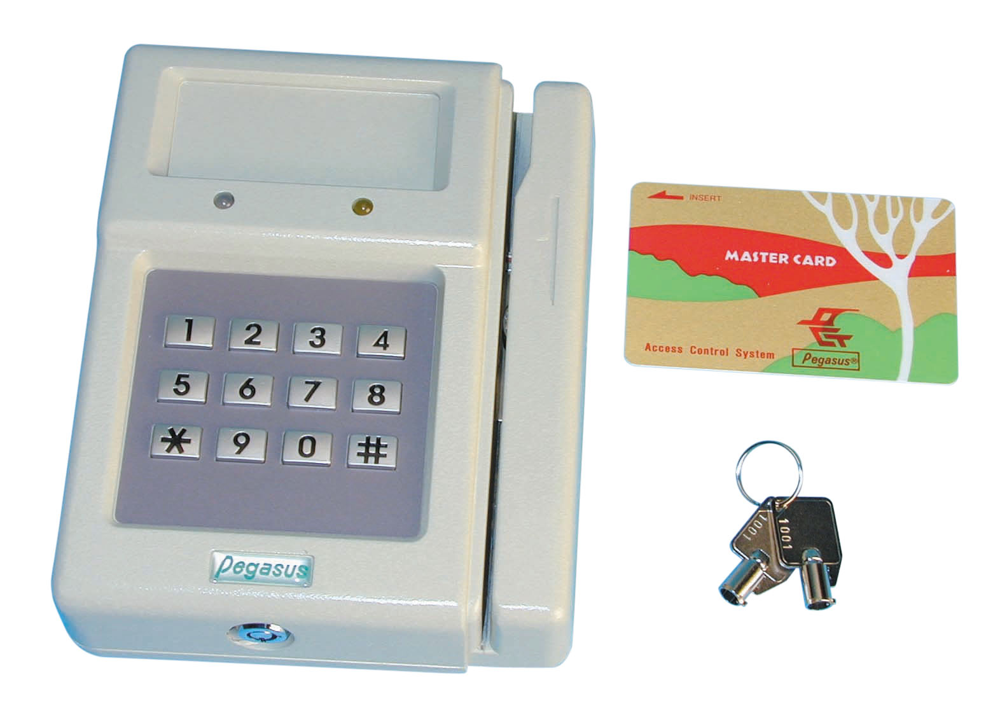 1 2 3 4
5 6 7 8
* 9 0 #
Pegasus
INSERT
MASTER CARD
Access Control System
Pegasus®
1001
1001